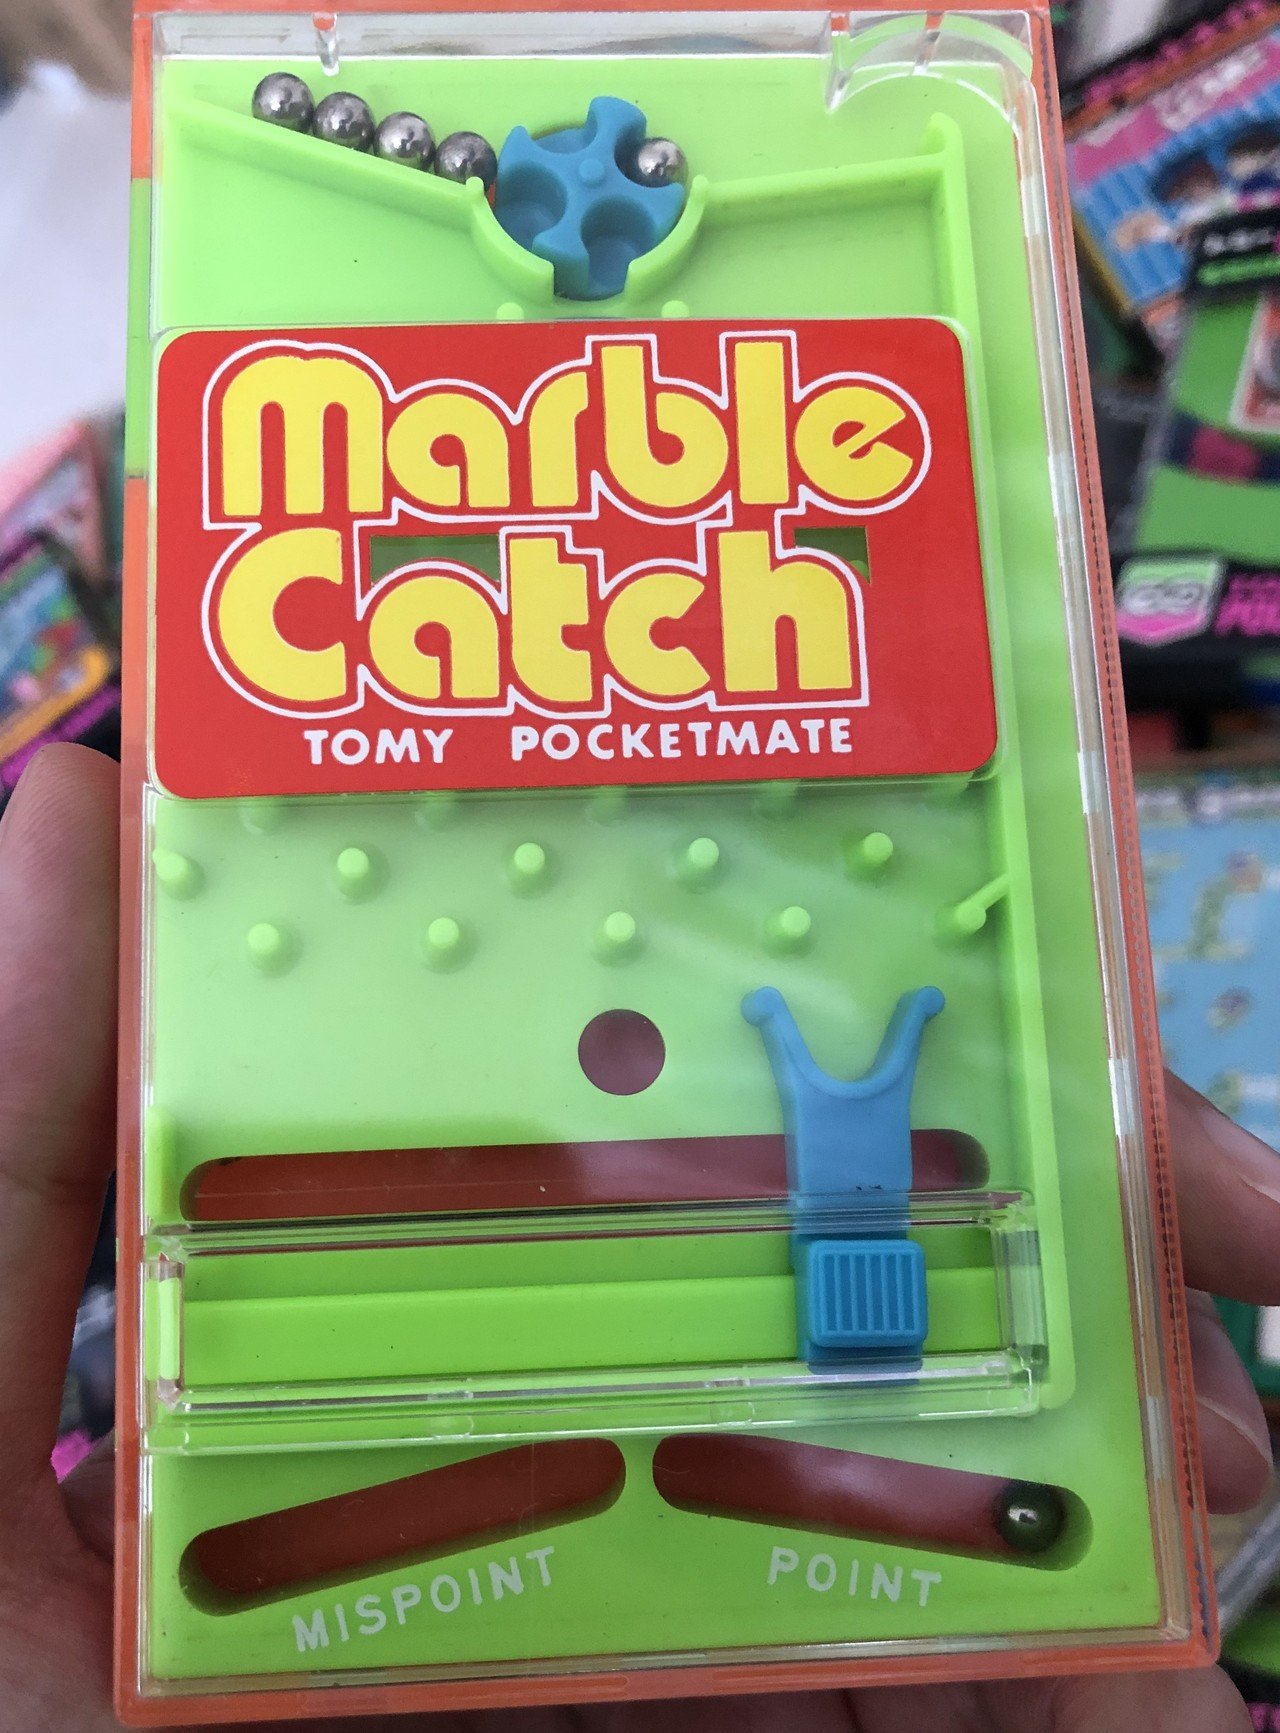 Marble
Catch
TOMY POCKETMATE
MISPOINT
POINT